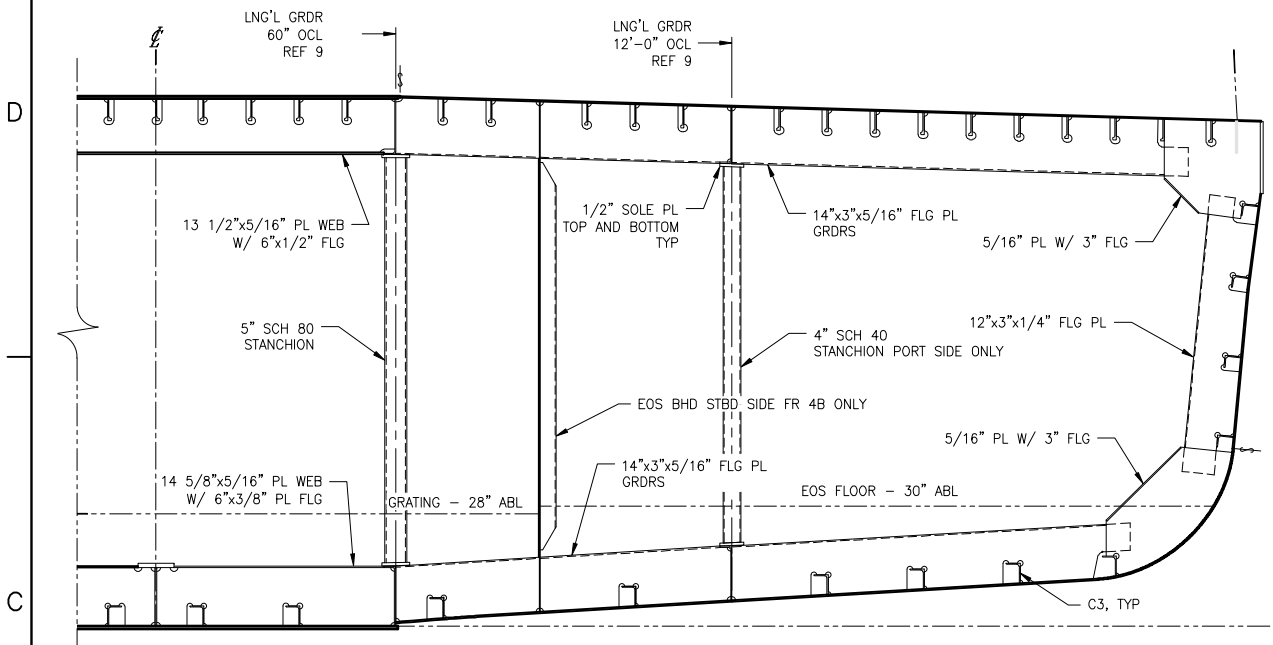 LNG'L GRDR
60" OCL
REF 9
LNG'L GRDR
12'-0" OCL
REF 9
℄
D
13 1/2"x5/16" PL WEB
W/ 6"x1/2" FLG
1/2" SOLE PL
TOP AND BOTTOM
TYP
14"x3"x5/16" FLG PL
GRDRS
5/16" PL W/ 3" FLG
5" SCH 80
STANCHION
4" SCH 40
STANCHION PORT SIDE ONLY
12"x3"x1/4" FLG PL
EOS BHD STBD SIDE FR 4B ONLY
5/16" PL W/ 3" FLG
14 5/8"x5/16" PL WEB
W/ 6"x3/8" PL FLG
14"x3"x5/16" FLG PL
GRDRS
GRATING - 28" ABL
EOS FLOOR - 30" ABL
C
C3, TYP